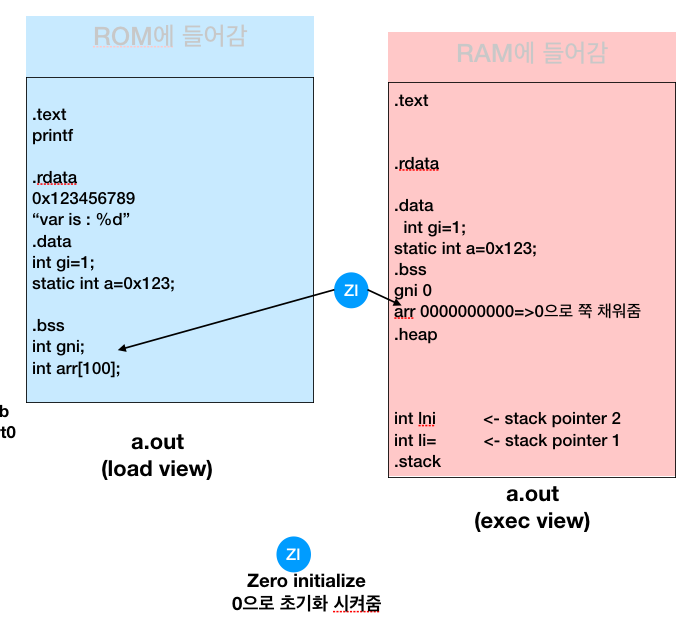 ROM에 들어감
.text
printf
.rdata
0x123456789
“var is : %d”
.data
int gi=1;
static int a=0x123;
.bss
int gni;
int arr[100];
b
t0
a.out
(load view)
RAM에 들어감
.text
.rdata
.data
int gi=1;
static int a=0x123;
.bss
gni 0
arr 0000000000=>0으로 쭉 채워줌
.heap
int lni <- stack pointer 2
int li= <- stack pointer 1
.stack
a.out
(exec view)
ZI
ZI
Zero initialize
0으로 초기화 시켜줌